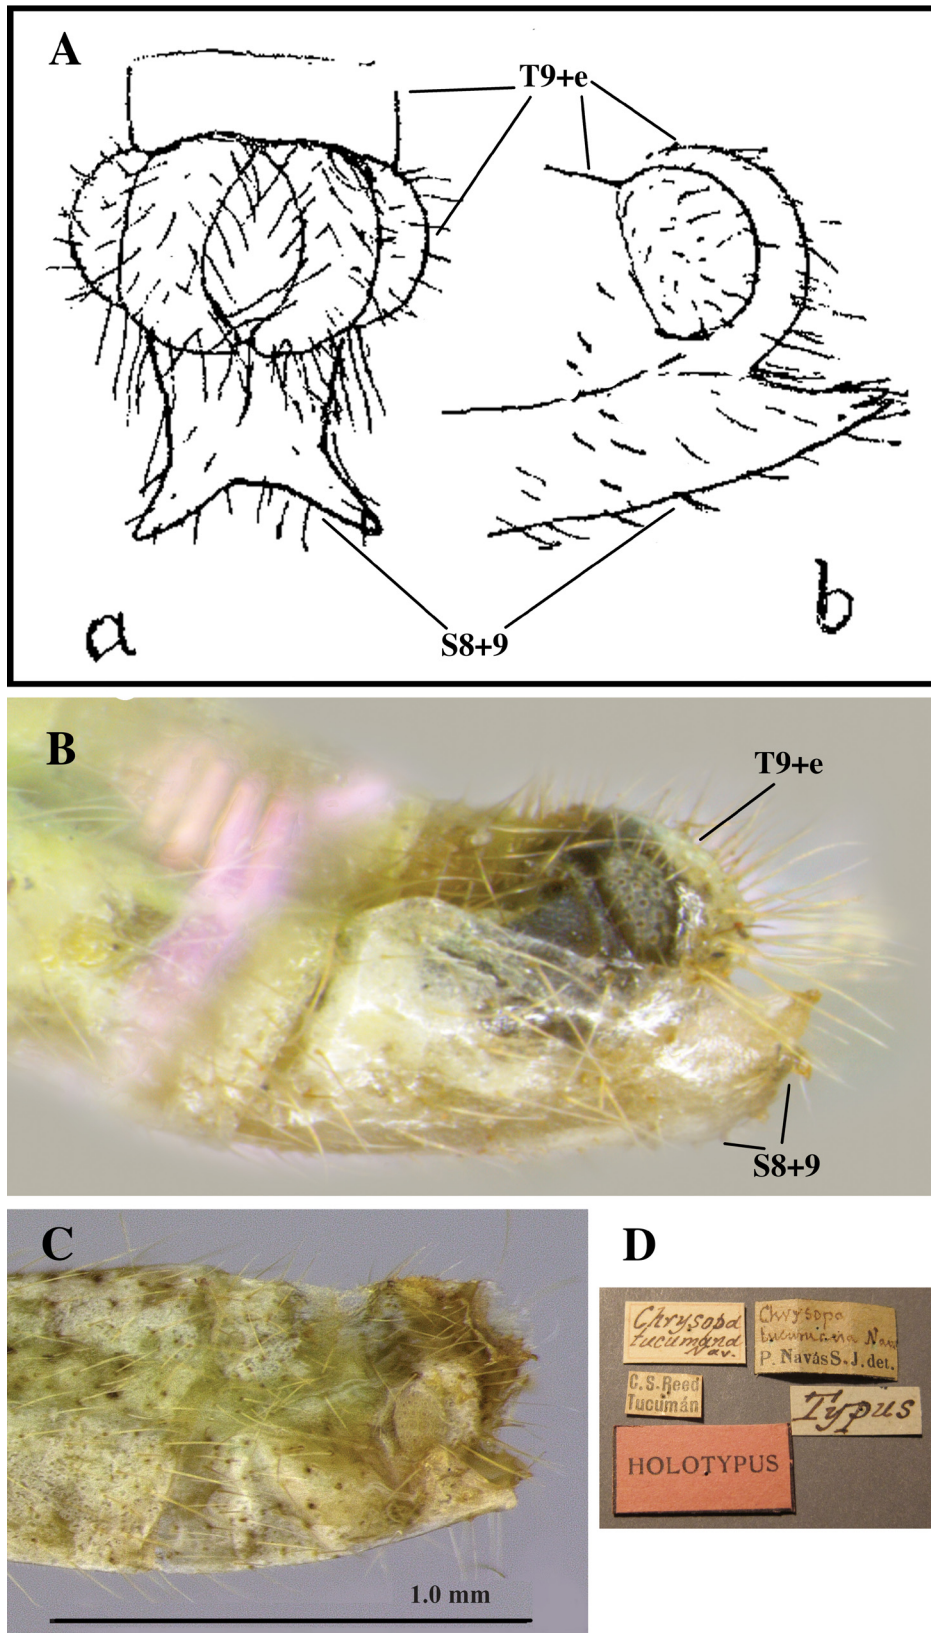 A
T9+e
a
b
S8+9
B
T9+e
S8+9
C
1.0 mm
D
Chrysopa
tucumana
Nav.
Chrysopa
tucumana Nav.
P. Navás S. J. det.
C. S. Reed
Tucumán
Typus
HOLOTYPUS